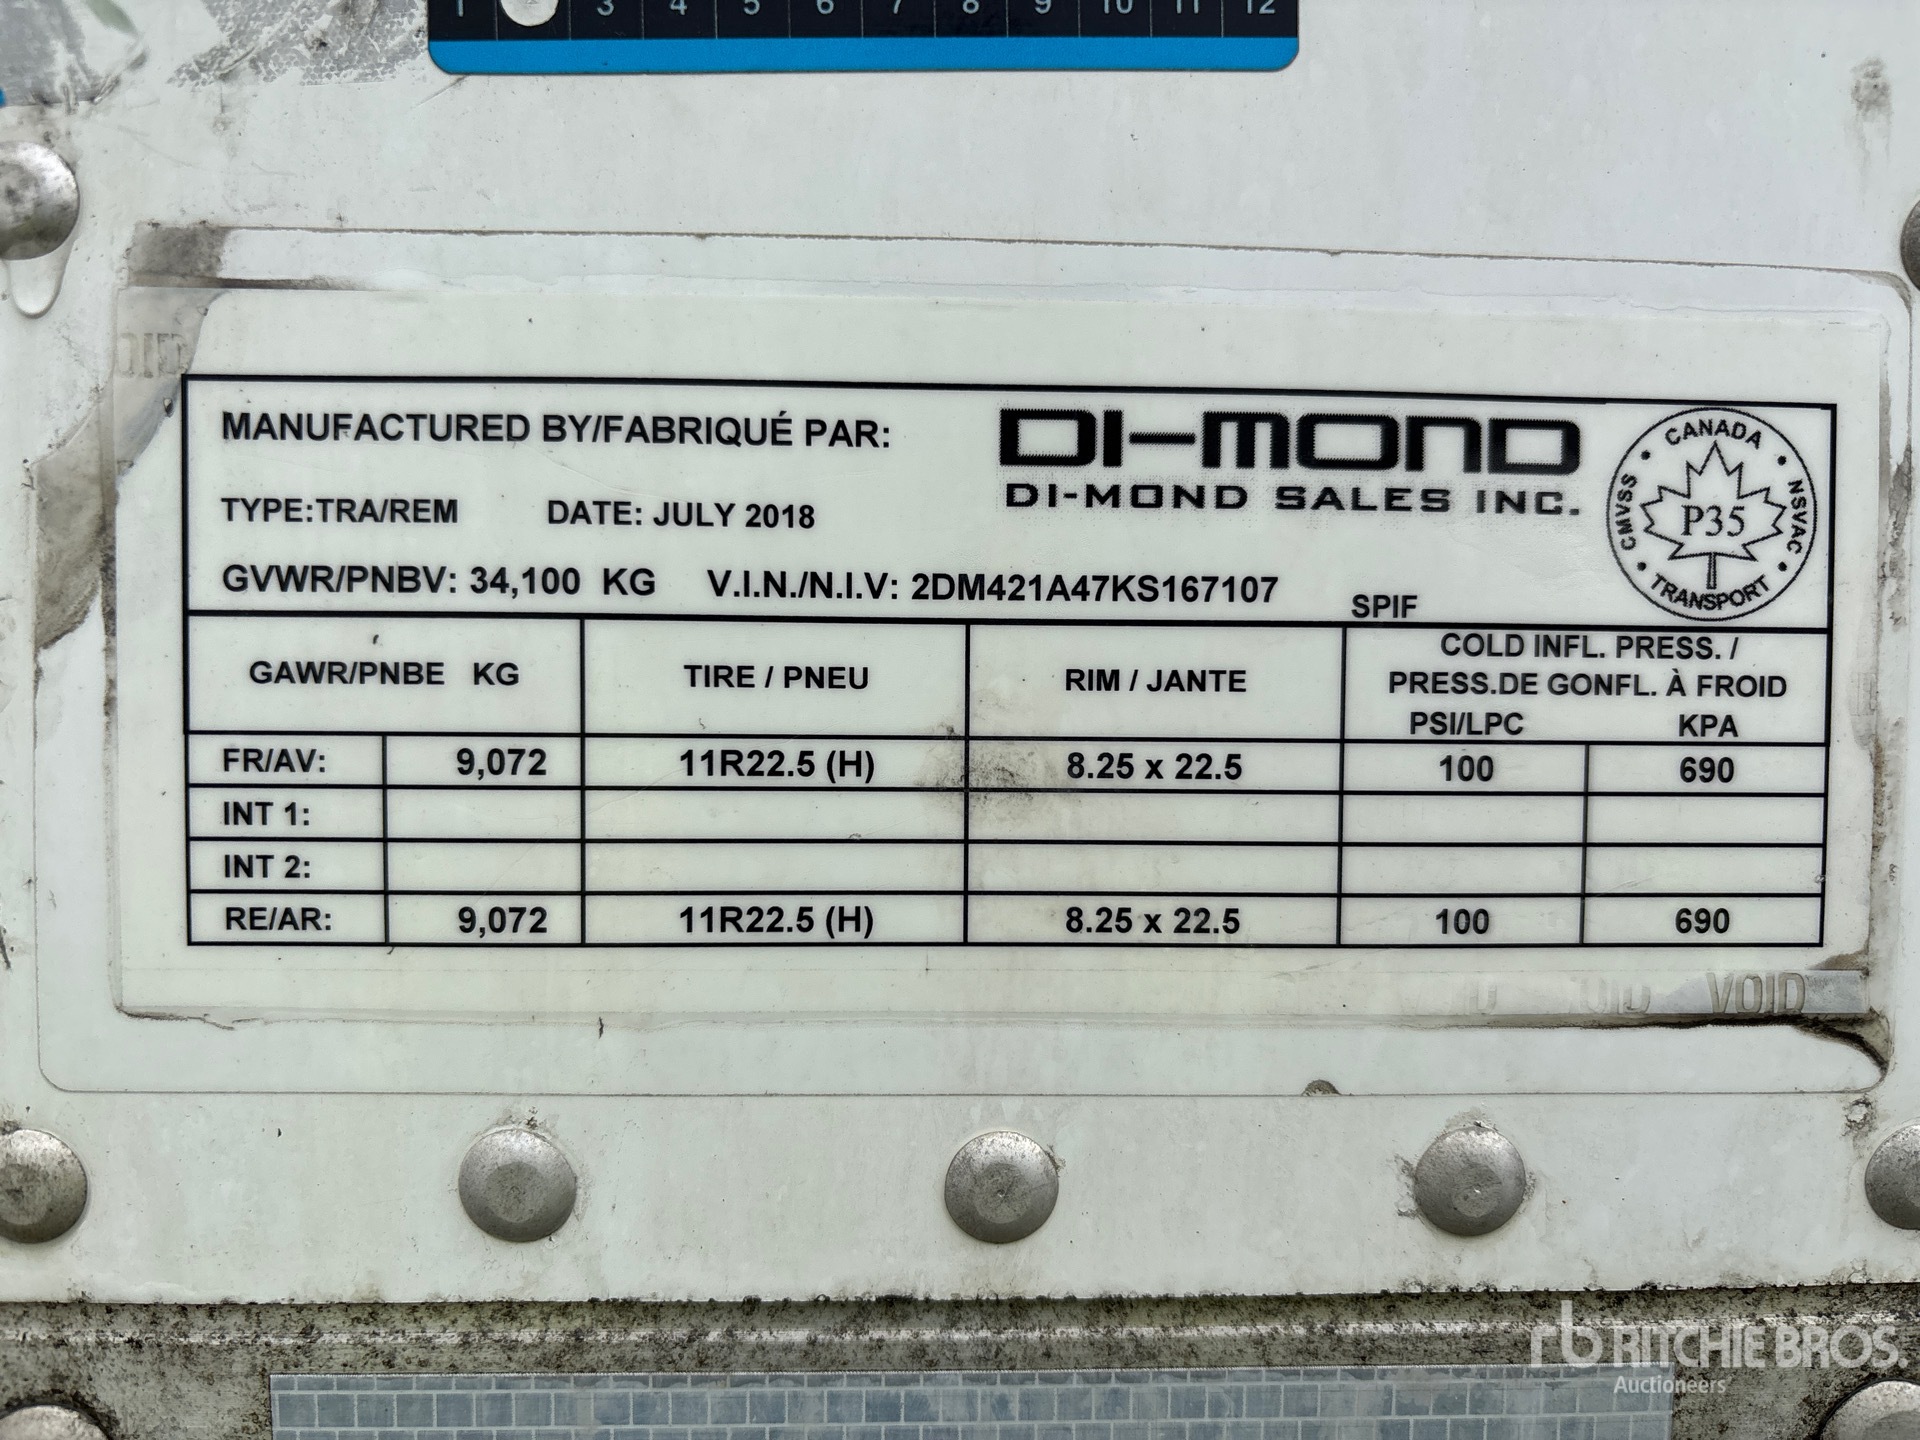 1 3 4 5 6 7 8 9 10 11 12
MANUFACTURED BY/FABRIQUÉ PAR:
DI-MOND
DI-MOND SALES INC.
TYPE:TRA/REM DATE: JULY 2018
CANADA
CMVSS
NSVAC
P35
TRANSPORT
GVWR/PNBV: 34,100 KG V.I.N./N.I.V: 2DM421A47KS167107 SPIF
GAWR/PNBE KG TIRE / PNEU RIM / JANTE COLD INFL. PRESS. /
PRESS.DE GONFL. À FROID
PSI/LPC KPA
FR/AV: 9,072 11R22.5 (H) 8.25 x 22.5 100 690
INT 1:
INT 2:
RE/AR: 9,072 11R22.5 (H) 8.25 x 22.5 100 690
VOID
rb RITCHIE BROS.
Auctioneers